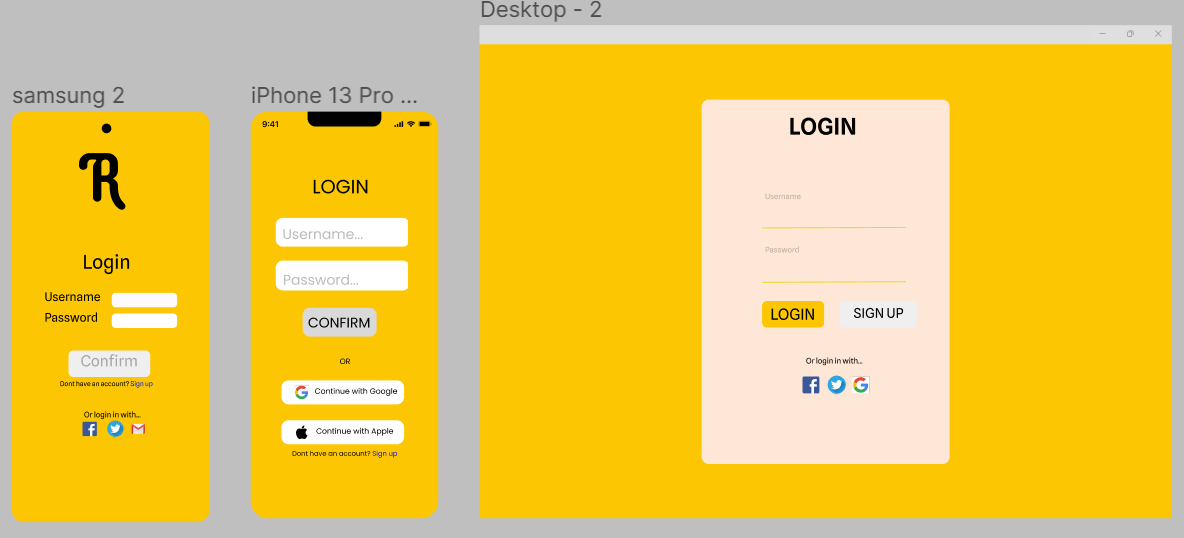 Desktop - 2
samsung 2
R
Login
Username
Password
Confirm
Dont have an account? Sign up
Or login in with...
iPhone 13 Pro ...
9:41
LOGIN
Username...
Password...
CONFIRM
OR
Continue with Google
Continue with Apple
Dont have an account? Sign up
LOGIN
Username
Password
LOGIN SIGN UP
Or login in with...